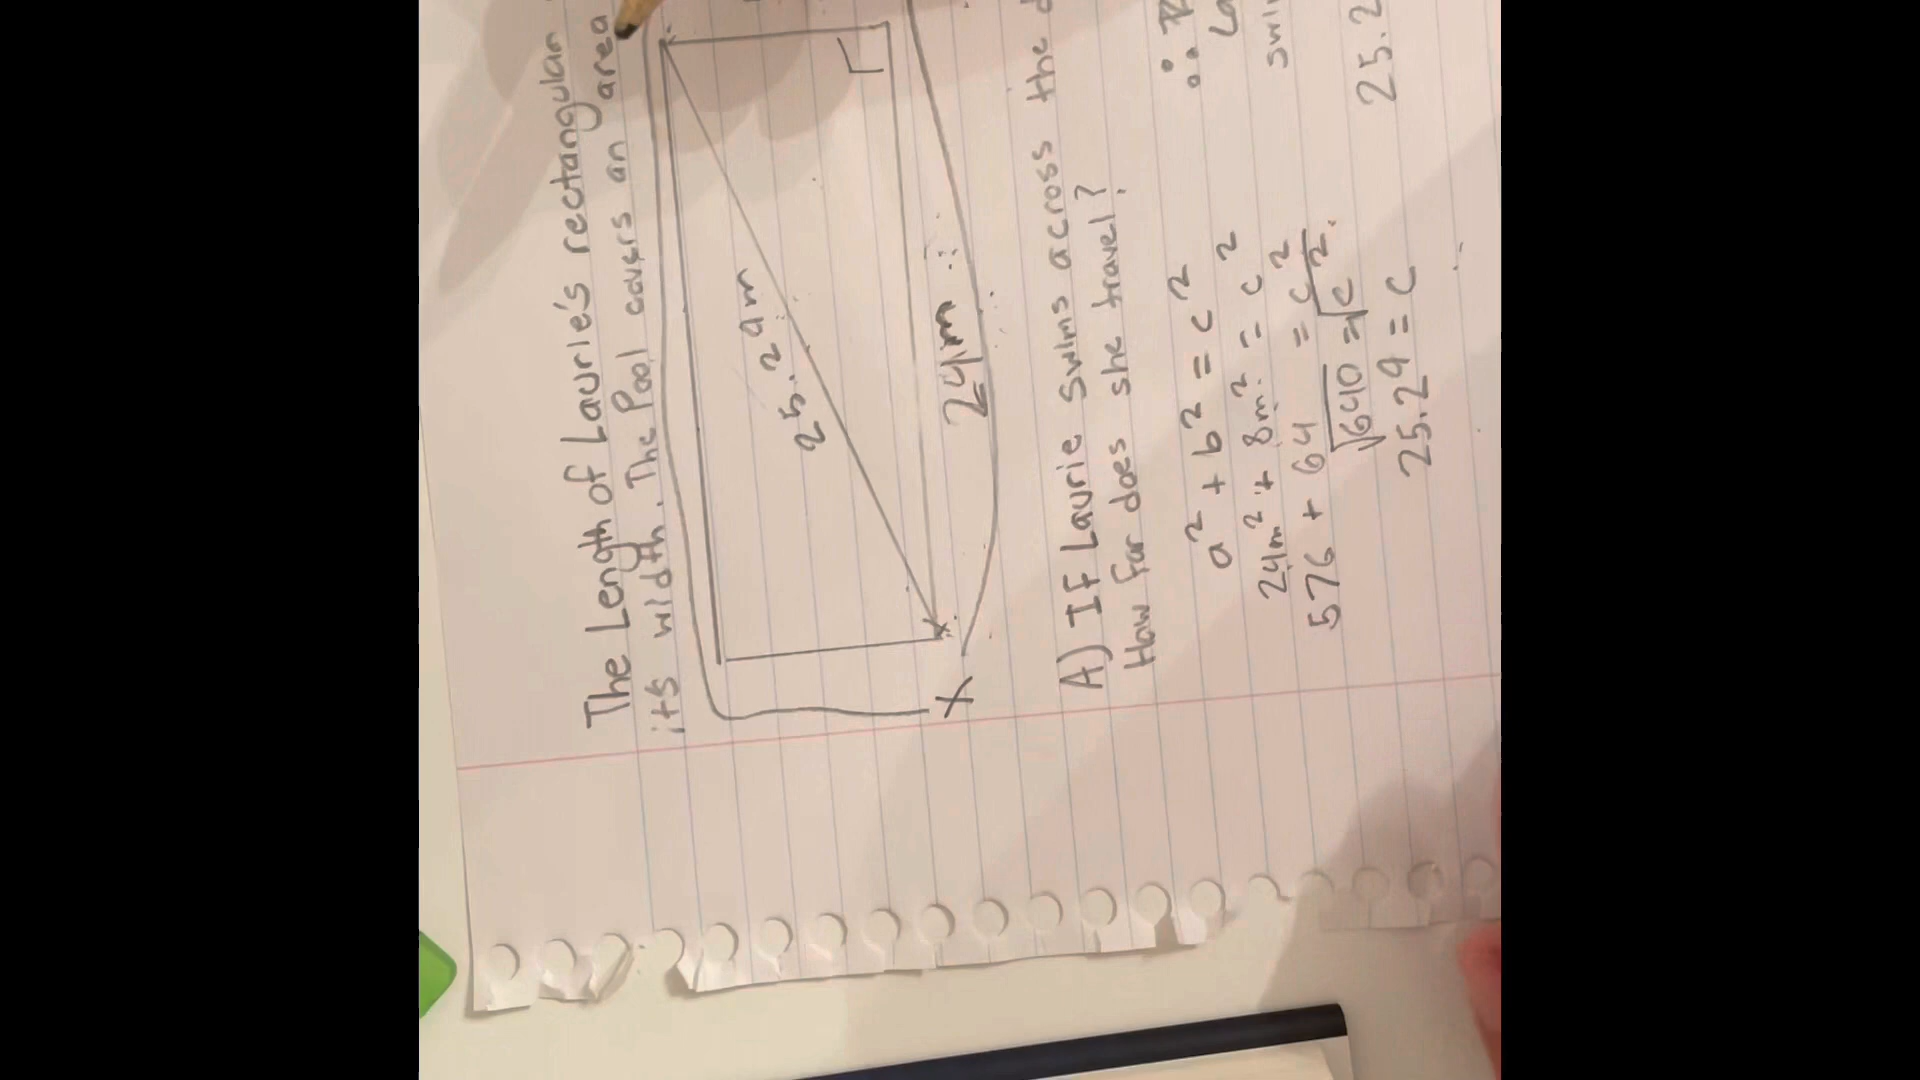 The Length of Laurie's rectangular
its width. The Pool covers an area
25.29m
24m
X
A) IF Laurie swims across the
How far does she travel?
a² + b² = c²
24m² + 8m² = c²
576 + 64 = c²
√640 = √c²
25.29 = c
∴
swi
25.2